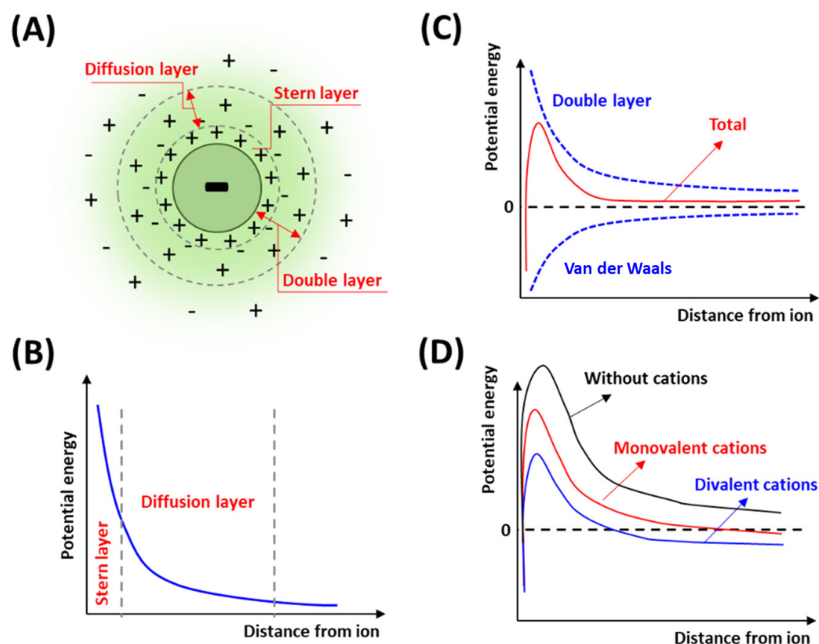 (A)
Diffusion layer
Stern layer
Double layer
(B)
Potential energy
Stern layer
Diffusion layer
Distance from ion
(C)
Potential energy
Double layer
Total
0
Van der Waals
Distance from ion
(D)
Potential energy
Without cations
Monovalent cations
Divalent cations
0
Distance from ion